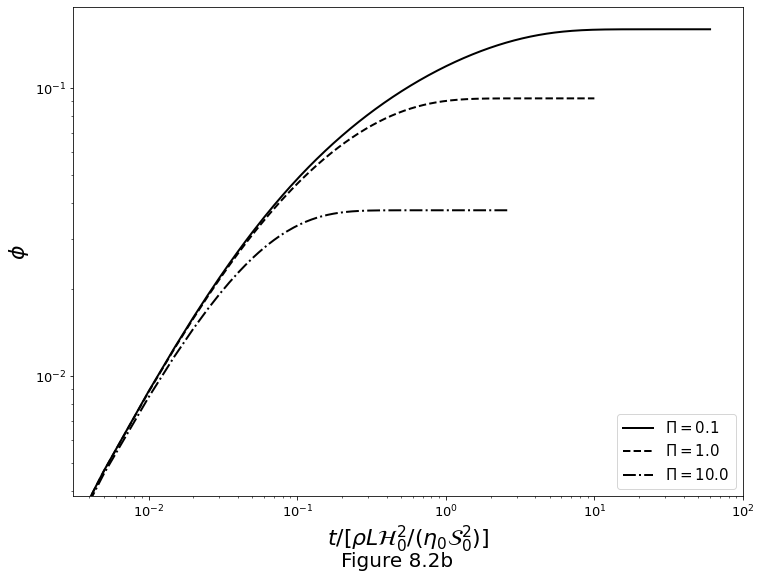 10⁻¹
ϕ
10⁻²
Π = 0.1
Π = 1.0
Π = 10.0
10⁻² 10⁻¹ 10⁰ 10¹ 10²
t/[ρLℋ₀²/(η₀𝒮₀²)]
Figure 8.2b